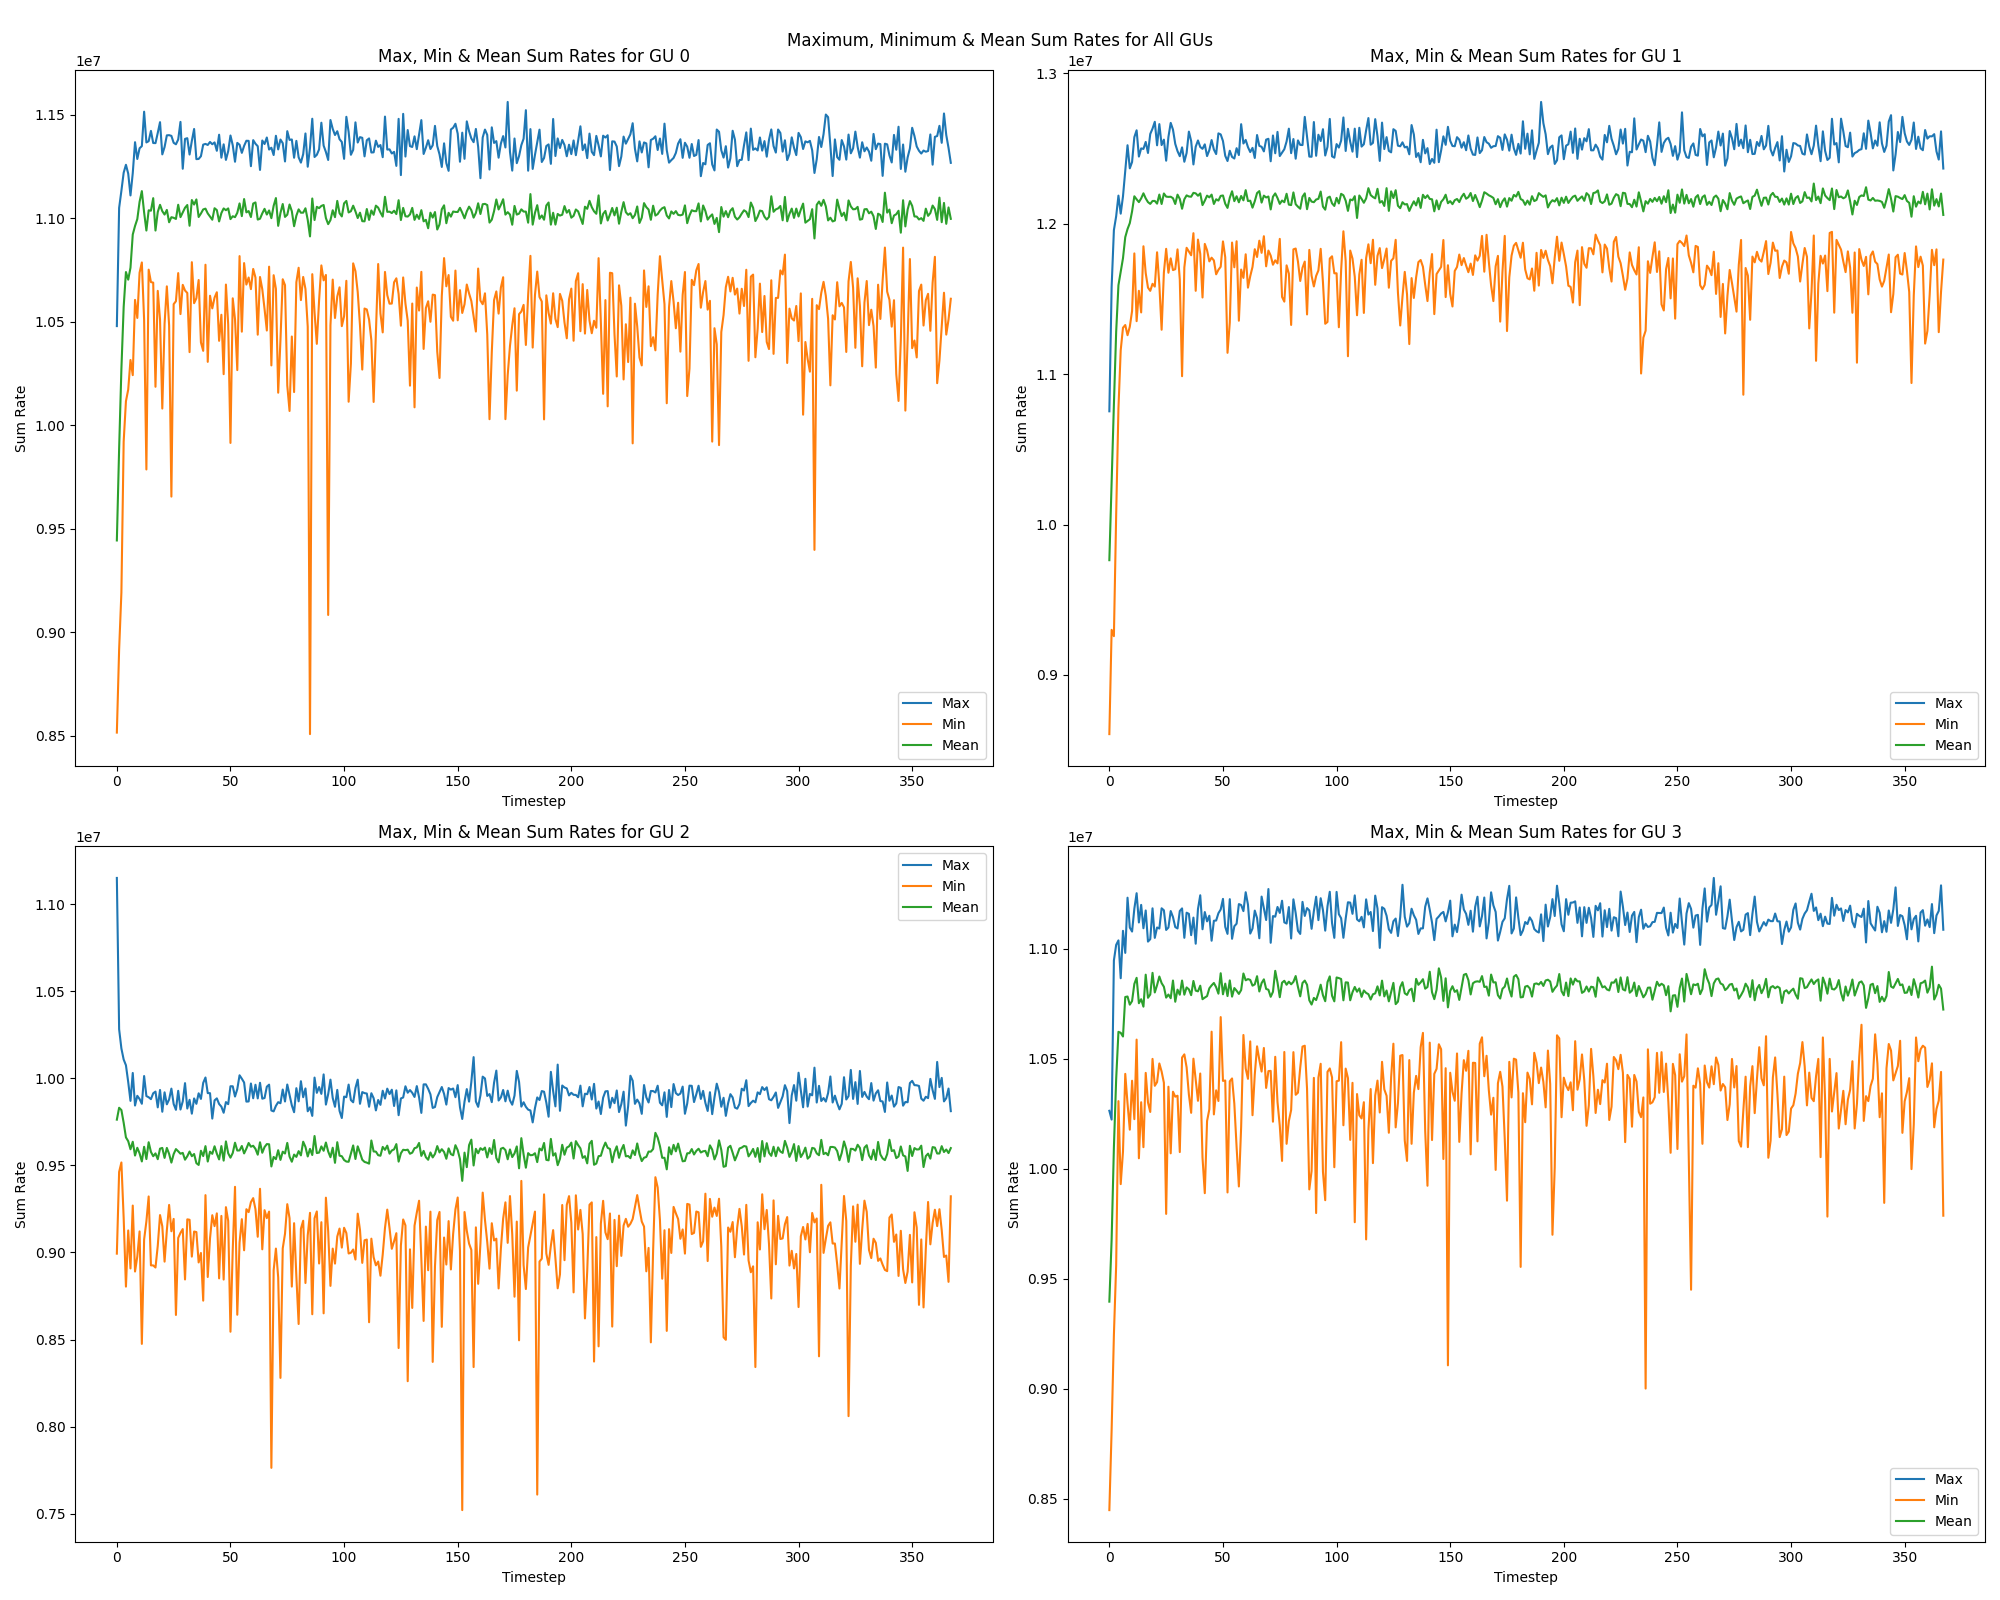 Maximum, Minimum & Mean Sum Rates for All GUs
Max, Min & Mean Sum Rates for GU 0
1e7
1.15
1.10
1.05
1.00
0.95
0.90
0.85
Sum Rate
0 50 100 150 200 250 300 350
Timestep
Max
Min
Mean
Max, Min & Mean Sum Rates for GU 1
1e7
1.3
1.2
1.1
1.0
0.9
Sum Rate
0 50 100 150 200 250 300 350
Timestep
Max
Min
Mean
Max, Min & Mean Sum Rates for GU 2
1e7
1.10
1.05
1.00
0.95
0.90
0.85
0.80
0.75
Sum Rate
0 50 100 150 200 250 300 350
Timestep
Max
Min
Mean
Max, Min & Mean Sum Rates for GU 3
1e7
1.10
1.05
1.00
0.95
0.90
0.85
Sum Rate
0 50 100 150 200 250 300 350
Timestep
Max
Min
Mean